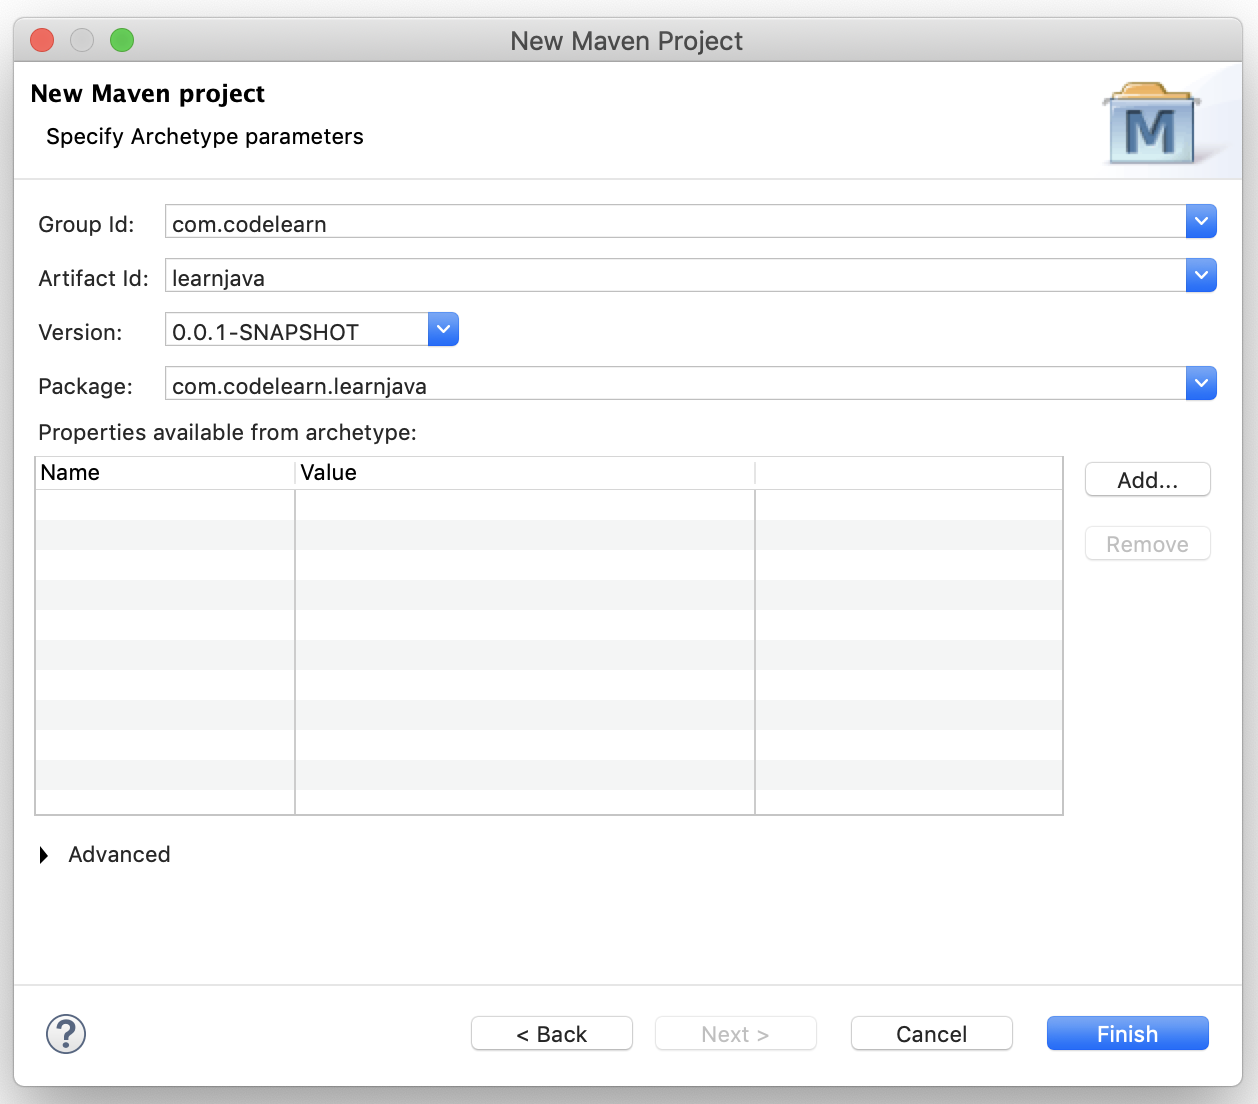 New Maven Project
New Maven project
Specify Archetype parameters
M
Group Id: com.codelearn
Artifact Id: learnjava
Version: 0.0.1-SNAPSHOT
Package: com.codelearn.learnjava
Properties available from archetype:
Name Value
Add...
Remove
Advanced
? < Back Next > Cancel Finish